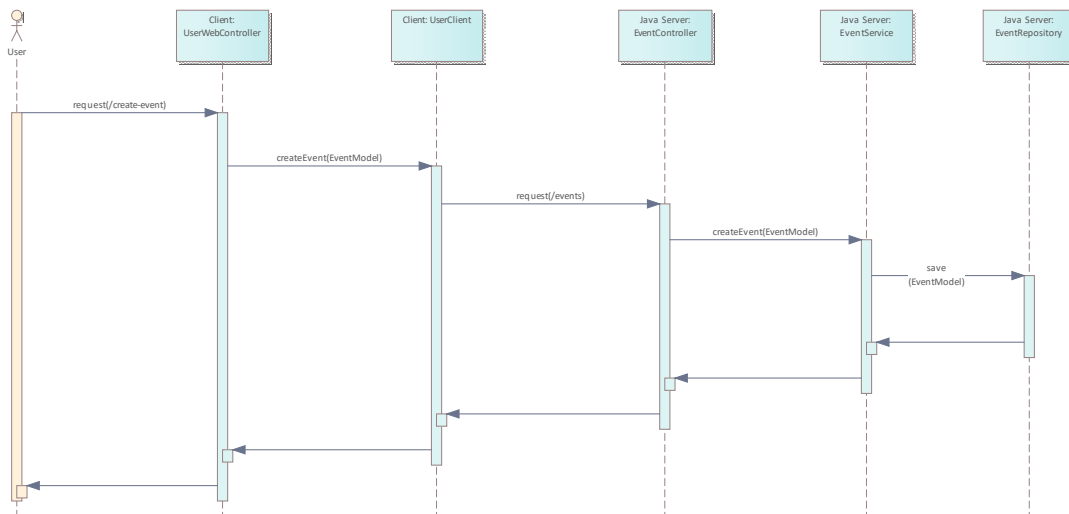 Client:
UserWebController
Client: UserClient
Java Server:
EventController
Java Server:
EventService
Java Server:
EventRepository
User
request(/create-event)
createEvent(EventModel)
request(/events)
createEvent(EventModel)
save
(EventModel)